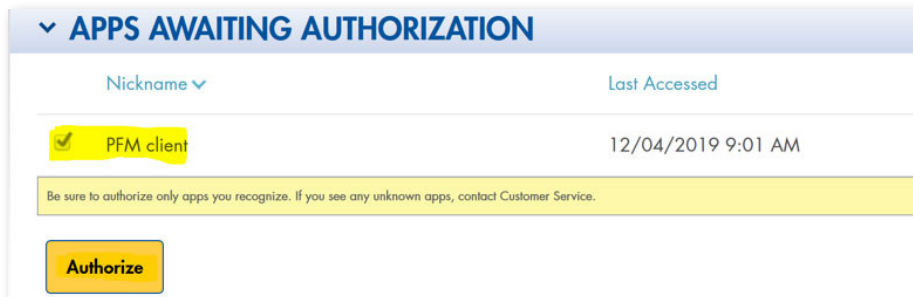 APPS AWAITING AUTHORIZATION
Nickname Last Accessed
PFM client 12/04/2019 9:01 AM
Be sure to authorize only apps you recognize. If you see any unknown apps, contact Customer Service.
Authorize